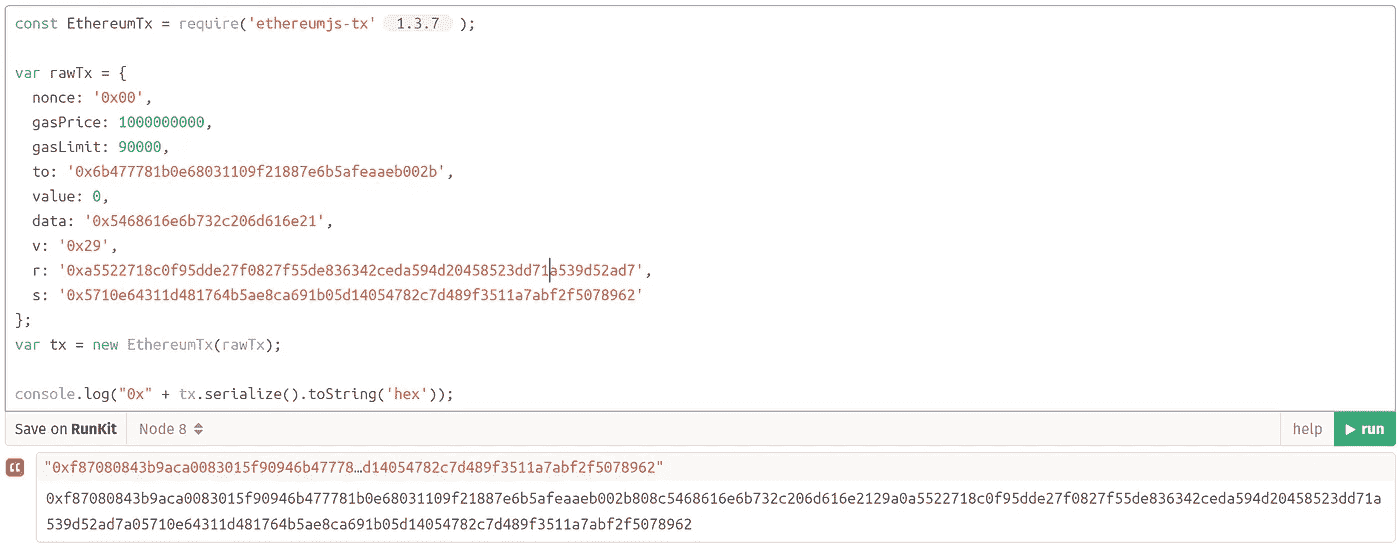 const EthereumTx = require('ethereumjs-tx' 1.3.7 );
var rawTx = {
nonce: '0x00',
gasPrice: 1000000000,
gasLimit: 90000,
to: '0x6b477781b0e68031109f21887e6b5afeaaeb002b',
value: 0,
data: '0x5468616e6b732c206d616e21',
v: '0x29',
r: '0xa5522718c0f95dde27f0827f55de836342ceda594d20458523dd71a539d52ad7',
s: '0x5710e64311d481764b5ae8ca691b05d14054782c7d489f3511a7abf2f5078962'
};
var tx = new EthereumTx(rawTx);
console.log("0x" + tx.serialize().toString('hex'));
Save on RunKit Node 8 help run
"0xf87080843b9aca0083015f90946b47778…d14054782c7d489f3511a7abf2f5078962"
0xf87080843b9aca0083015f90946b477781b0e68031109f21887e6b5afeaaeb002b808c5468616e6b732c206d616e2129a0a5522718c0f95dde27f0827f55de836342ceda594d20458523dd71a
539d52ad7a05710e64311d481764b5ae8ca691b05d14054782c7d489f3511a7abf2f5078962